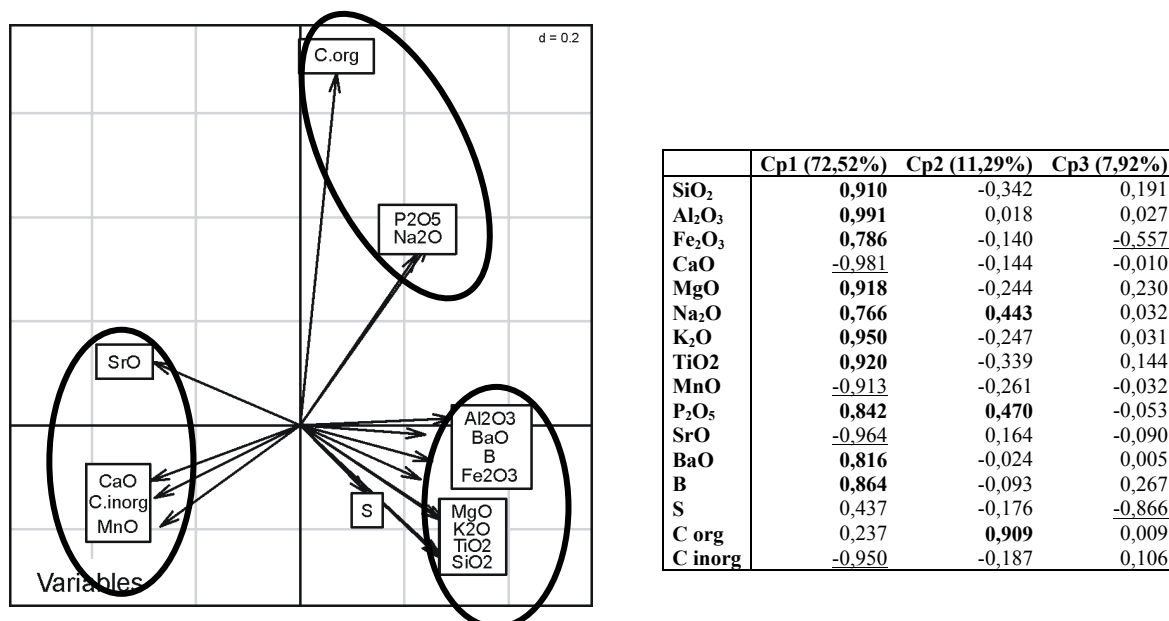 d = 0.2
C.org
P2O5
Na2O
SrO
CaO
C.inorg
MnO
Al2O3
BaO
B
Fe2O3
S
MgO
K2O
TiO2
SiO2
Variables
Cp1 (72,52%) Cp2 (11,29%) Cp3 (7,92%)
SiO₂ 0,910 -0,342 0,191
Al₂O₃ 0,991 0,018 0,027
Fe₂O₃ 0,786 -0,140 -0,557
CaO -0,981 -0,144 -0,010
MgO 0,918 -0,244 0,230
Na₂O 0,766 0,443 0,032
K₂O 0,950 -0,247 0,031
TiO2 0,920 -0,339 0,144
MnO -0,913 -0,261 -0,032
P₂O₅ 0,842 0,470 -0,053
SrO -0,964 0,164 -0,090
BaO 0,816 -0,024 0,005
B 0,864 -0,093 0,267
S 0,437 -0,176 -0,866
C org 0,237 0,909 0,009
C inorg -0,950 -0,187 0,106